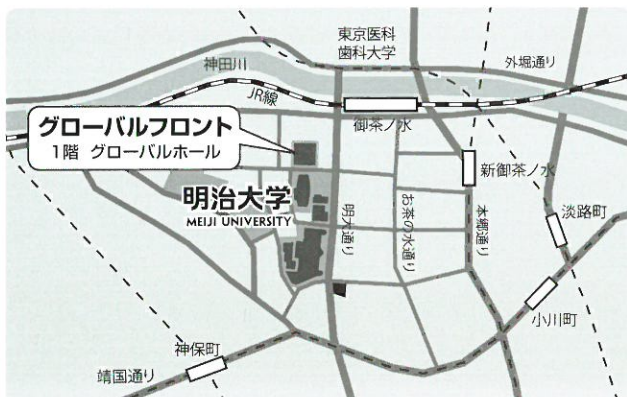 東京医科
歯科大学
外堀通り
神田川
JR線
御茶ノ水
グローバルフロント
1階 グローバルホール
新御茶ノ水
明治大学
MEIJI UNIVERSITY
明大通り
お茶の水通り
本郷通り
淡路町
小川町
神保町
靖国通り